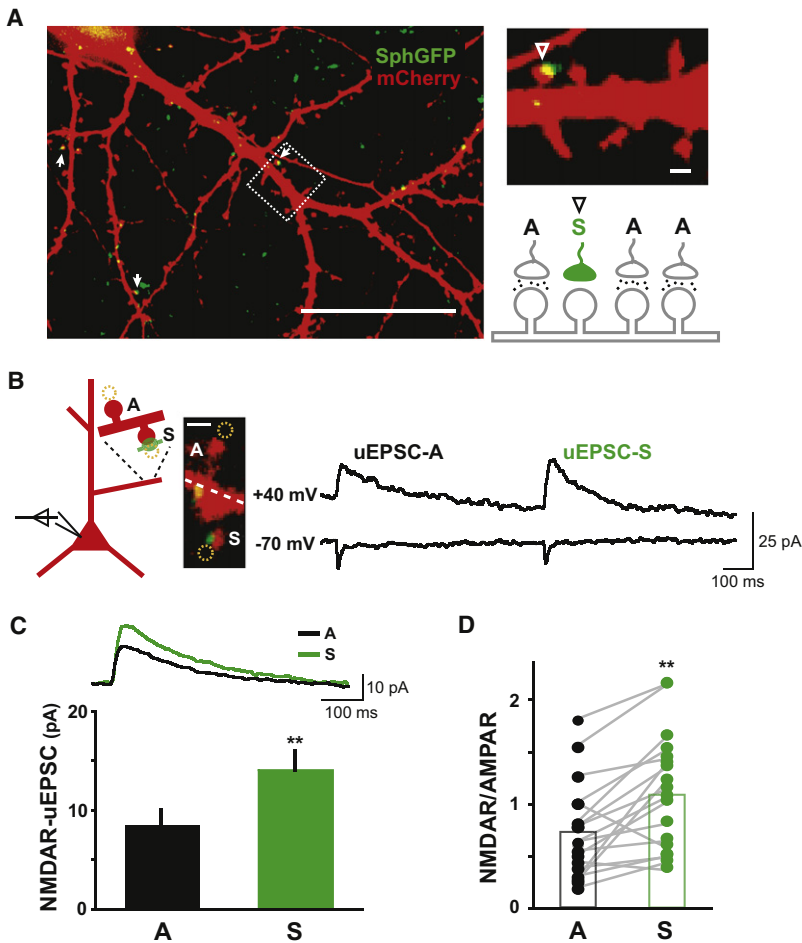 A
SphGFP
mCherry
A S A A
B
A
S
A
S
uEPSC-A uEPSC-S
+40 mV
-70 mV
25 pA
100 ms
C
A
S
10 pA
100 ms
NMDAR-uEPSC (pA)
20
10
0
**
A S
D
NMDAR/AMPAR
2
1
0
**
A S